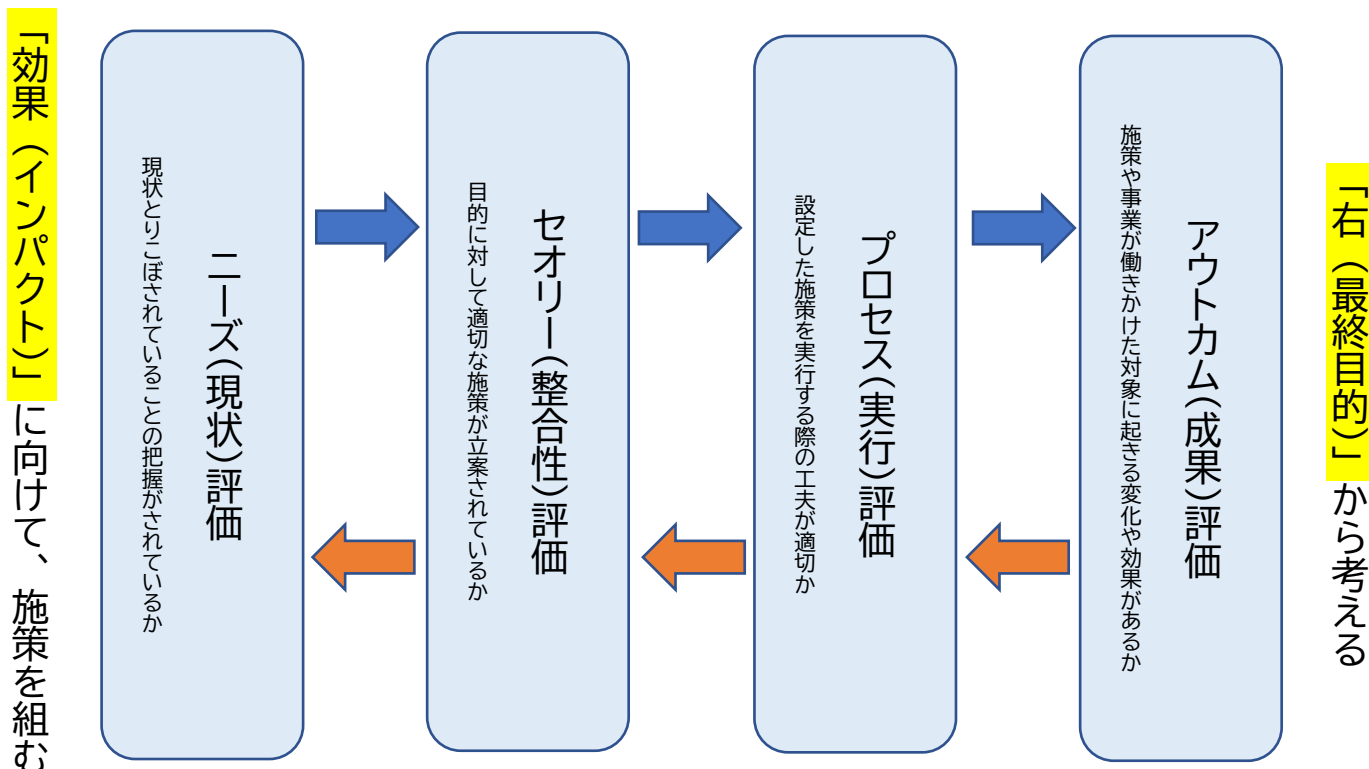 「右（最終目的）」から考える
アウトカム（成果）評価
施策や事業が働きかけた対象に起きる変化や効果があるか
プロセス（実行）評価
設定した施策を実行する際の工夫が適切か
セオリー（整合性）評価
目的に対して適切な施策が立案されているか
ニーズ（現状）評価
現状とりこぼされていることの把握がされているか
「効果（インパクト）」に向けて、施策を組む